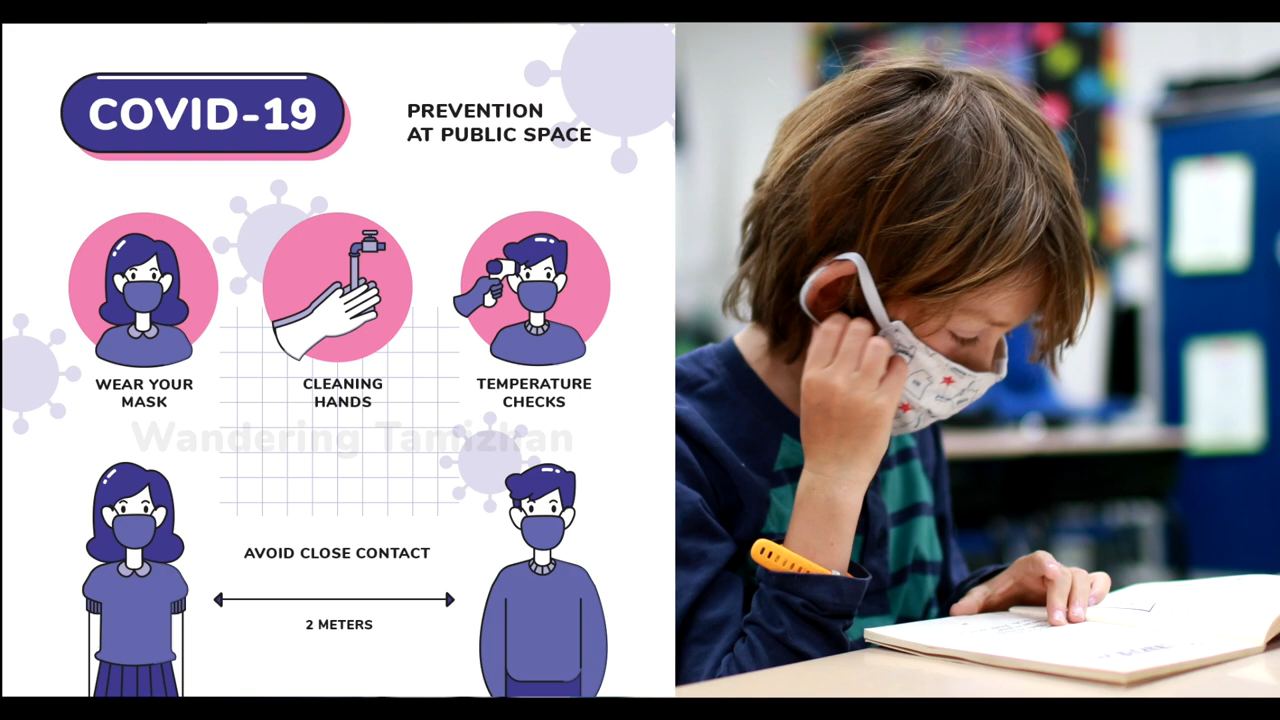 COVID-19
PREVENTION
AT PUBLIC SPACE
WEAR YOUR
MASK
CLEANING
HANDS
TEMPERATURE
CHECKS
Wandering Tamizhan
AVOID CLOSE CONTACT
2 METERS